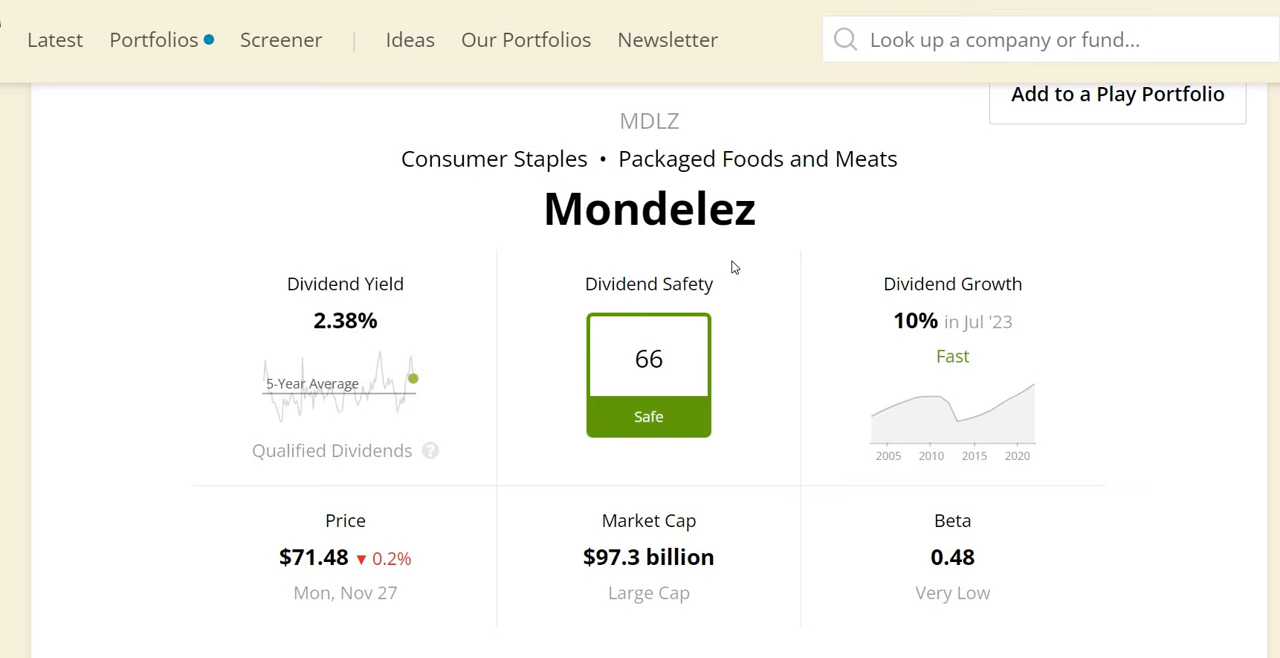 Latest Portfolios Screener | Ideas Our Portfolios Newsletter Look up a company or fund...
Add to a Play Portfolio
MDLZ
Consumer Staples • Packaged Foods and Meats
Mondelez
Dividend Yield
2.38%
5-Year Average
Qualified Dividends ?
Dividend Safety
66
Safe
Dividend Growth
10% in Jul '23
Fast
2005 2010 2015 2020
Price
$71.48 ▼ 0.2%
Mon, Nov 27
Market Cap
$97.3 billion
Large Cap
Beta
0.48
Very Low